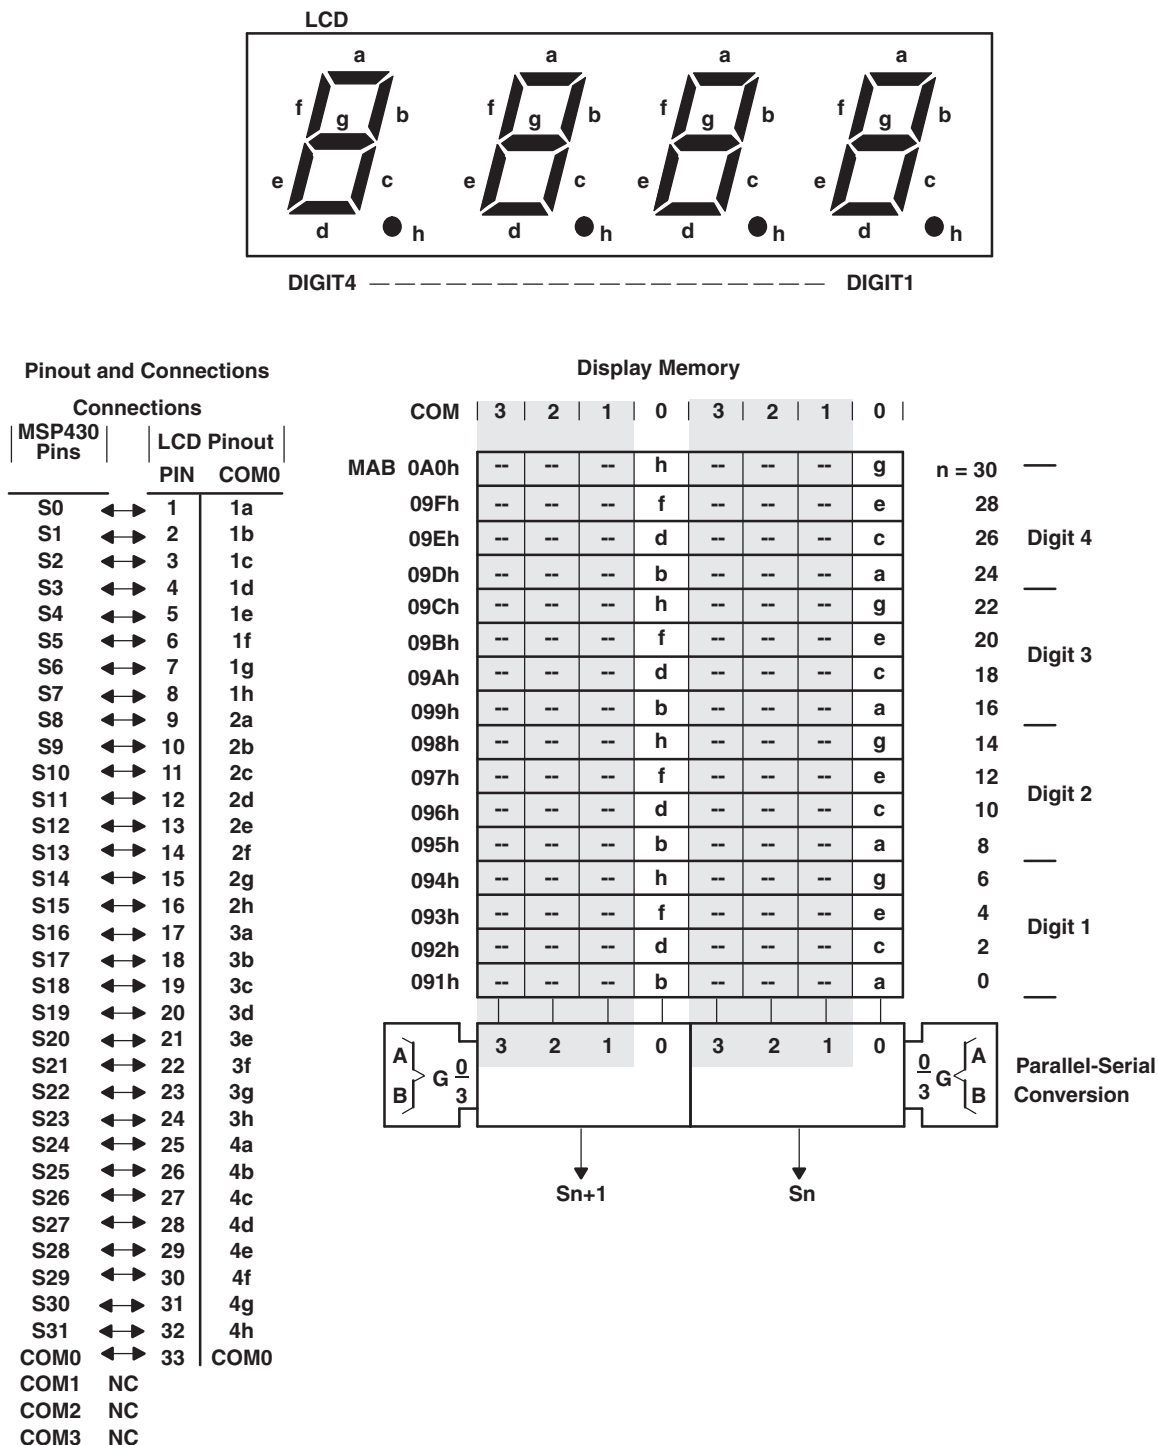 LCD
a a a a
f g b f g b f g b f g b
e c e c e c e c
d h d h d h d h
DIGIT4 — — — — — — — — — — — — — — — — — — DIGIT1
Pinout and Connections
Connections
MSP430 Pins LCD Pinout
PIN COM0
S0 1 1a
S1 2 1b
S2 3 1c
S3 4 1d
S4 5 1e
S5 6 1f
S6 7 1g
S7 8 1h
S8 9 2a
S9 10 2b
S10 11 2c
S11 12 2d
S12 13 2e
S13 14 2f
S14 15 2g
S15 16 2h
S16 17 3a
S17 18 3b
S18 19 3c
S19 20 3d
S20 21 3e
S21 22 3f
S22 23 3g
S23 24 3h
S24 25 4a
S25 26 4b
S26 27 4c
S27 28 4d
S28 29 4e
S29 30 4f
S30 31 4g
S31 32 4h
COM0 33 COM0
COM1 NC
COM2 NC
COM3 NC
Display Memory
COM 3 2 1 0 3 2 1 0
MAB 0A0h -- -- -- h -- -- -- g n = 30
09Fh -- -- -- f -- -- -- e 28
09Eh -- -- -- d -- -- -- c 26 Digit 4
09Dh -- -- -- b -- -- -- a 24
09Ch -- -- -- h -- -- -- g 22
09Bh -- -- -- f -- -- -- e 20 Digit 3
09Ah -- -- -- d -- -- -- c 18
099h -- -- -- b -- -- -- a 16
098h -- -- -- h -- -- -- g 14
097h -- -- -- f -- -- -- e 12 Digit 2
096h -- -- -- d -- -- -- c 10
095h -- -- -- b -- -- -- a 8
094h -- -- -- h -- -- -- g 6
093h -- -- -- f -- -- -- e 4 Digit 1
092h -- -- -- d -- -- -- c 2
091h -- -- -- b -- -- -- a 0
3 2 1 0 3 2 1 0
A B G 0 3
0 3 G A B
Parallel-Serial
Conversion
Sn+1 Sn